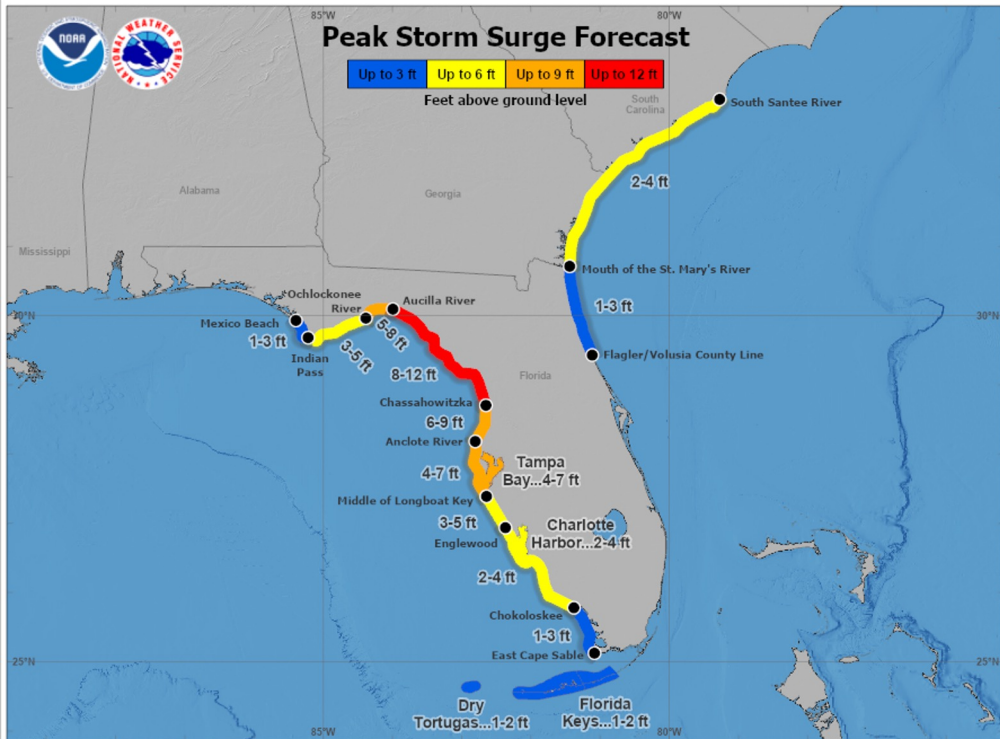 85°W
80°W
NOAA
NATIONAL WEATHER SERVICE
Peak Storm Surge Forecast
Up to 3 ft
Up to 6 ft
Up to 9 ft
Up to 12 ft
Feet above ground level
South
Carolina
South Santee River
2-4 ft
Alabama
Georgia
Mississippi
Mouth of the St. Mary's River
Ochlockonee
River
Aucilla River
1-3 ft
30°N
Mexico Beach
1-3 ft
Indian
Pass
3-5 ft
5-8 ft
Flagler/Volusia County Line
8-12 ft
Florida
Chassahowitzka
6-9 ft
Anclote River
4-7 ft
Tampa
Bay...4-7 ft
Middle of Longboat Key
3-5 ft
Englewood
Charlotte
Harbor...2-4 ft
2-4 ft
Chokoloskee
1-3 ft
East Cape Sable
25°N
25°N
Dry
Tortugas...1-2 ft
Florida
Keys...1-2 ft
85°W
80°W